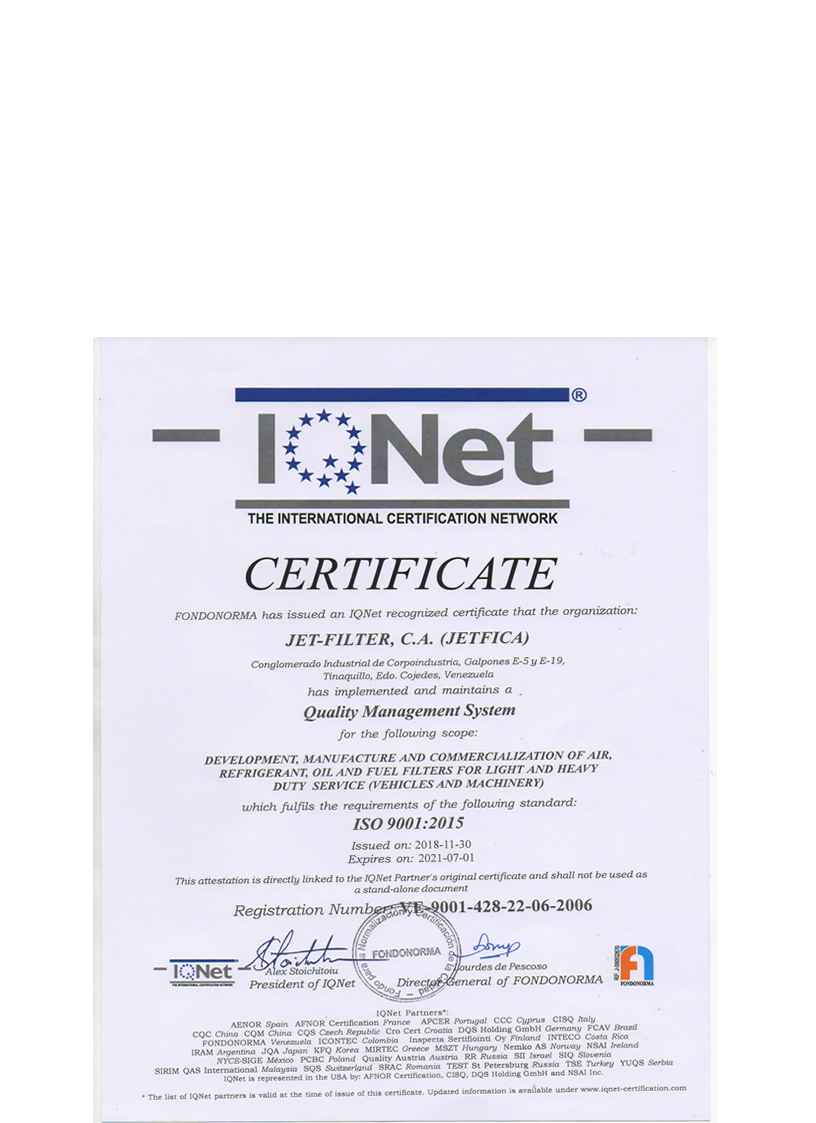 IQNet®
THE INTERNATIONAL CERTIFICATION NETWORK
CERTIFICATE
FONDONORMA has issued an IQNet recognized certificate that the organization:
JET-FILTER, C.A. (JETFICA)
Conglomerado Industrial de Corpoindustria, Galpones E-5 y E-19,
Tinaquillo, Edo. Cojedes, Venezuela
has implemented and maintains a
Quality Management System
for the following scope:
DEVELOPMENT, MANUFACTURE AND COMMERCIALIZATION OF AIR,
REFRIGERANT, OIL AND FUEL FILTERS FOR LIGHT AND HEAVY
DUTY SERVICE (VEHICLES AND MACHINERY)
which fulfils the requirements of the following standard:
ISO 9001:2015
Issued on: 2018-11-30
Expires on: 2021-07-01
This attestation is directly linked to the IQNet Partner's original certificate and shall not be used as
a stand-alone document
Registration Number: VE-9001-428-22-06-2006
Fondo para la Normalización y Certificación de la Calidad
FONDONORMA
IQNet
THE INTERNATIONAL CERTIFICATION NETWORK
Alex Stoichitoiu
President of IQNet
Lourdes de Pescoso
Director General of FONDONORMA
FONDONORMA
IQNet Partners*:
AENOR Spain AFNOR Certification France APCER Portugal CCC Cyprus CISQ Italy
CQC China CQM China CQS Czech Republic Cro Cert Croatia DQS Holding GmbH Germany FCAV Brazil
FONDONORMA Venezuela ICONTEC Colombia Inspecta Sertifiointi Oy Finland INTECO Costa Rica
IRAM Argentina JQA Japan KFQ Korea MIRTEC Greece MSZT Hungary Nemko AS Norway NSAI Ireland
NYCE-SIGE México PCBC Poland Quality Austria Austria RR Russia SII Israel SIQ Slovenia
SIRIM QAS International Malaysia SQS Switzerland SRAC Romania TEST St Petersburg Russia TSE Turkey YUQS Serbia
IQNet is represented in the USA by: AFNOR Certification, CISQ, DQS Holding GmbH and NSAI Inc.
* The list of IQNet partners is valid at the time of issue of this certificate. Updated information is available under www.iqnet-certification.com